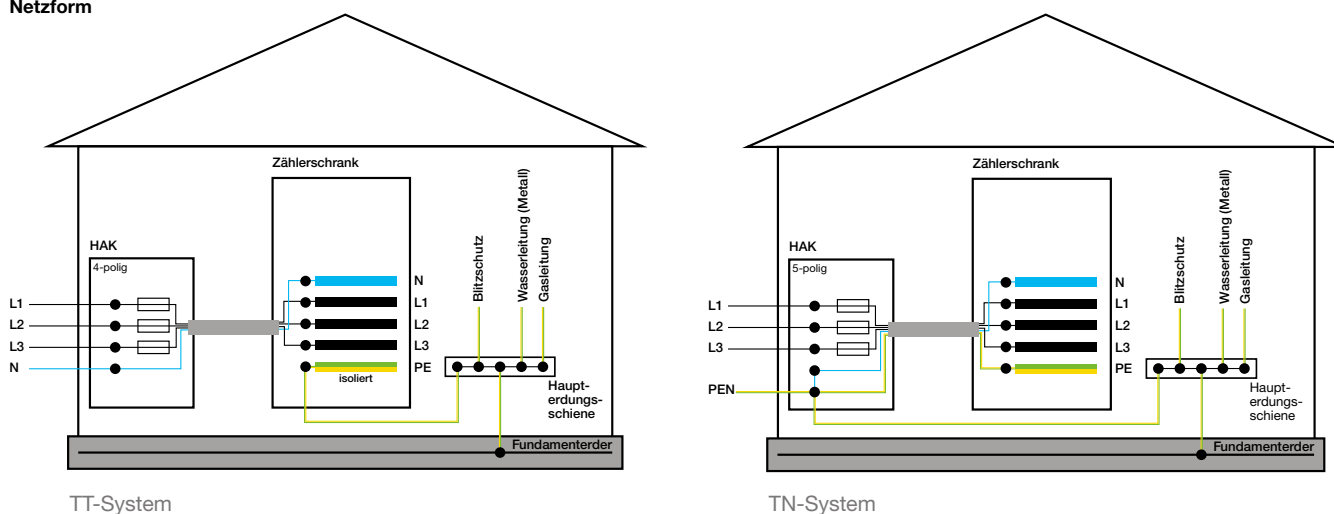 Netzform
Zählerschrank
HAK
4-polig
L1
L2
L3
N
N
L1
L2
L3
PE
isoliert
Blitzschutz
Wasserleitung (Metall)
Gasleitung
Haupt-
erdungs-
schiene
Fundamenterder
TT-System
Zählerschrank
HAK
5-polig
L1
L2
L3
PEN
N
L1
L2
L3
PE
Blitzschutz
Wasserleitung (Metall)
Gasleitung
Haupt-
erdungs-
schiene
Fundamenterder
TN-System